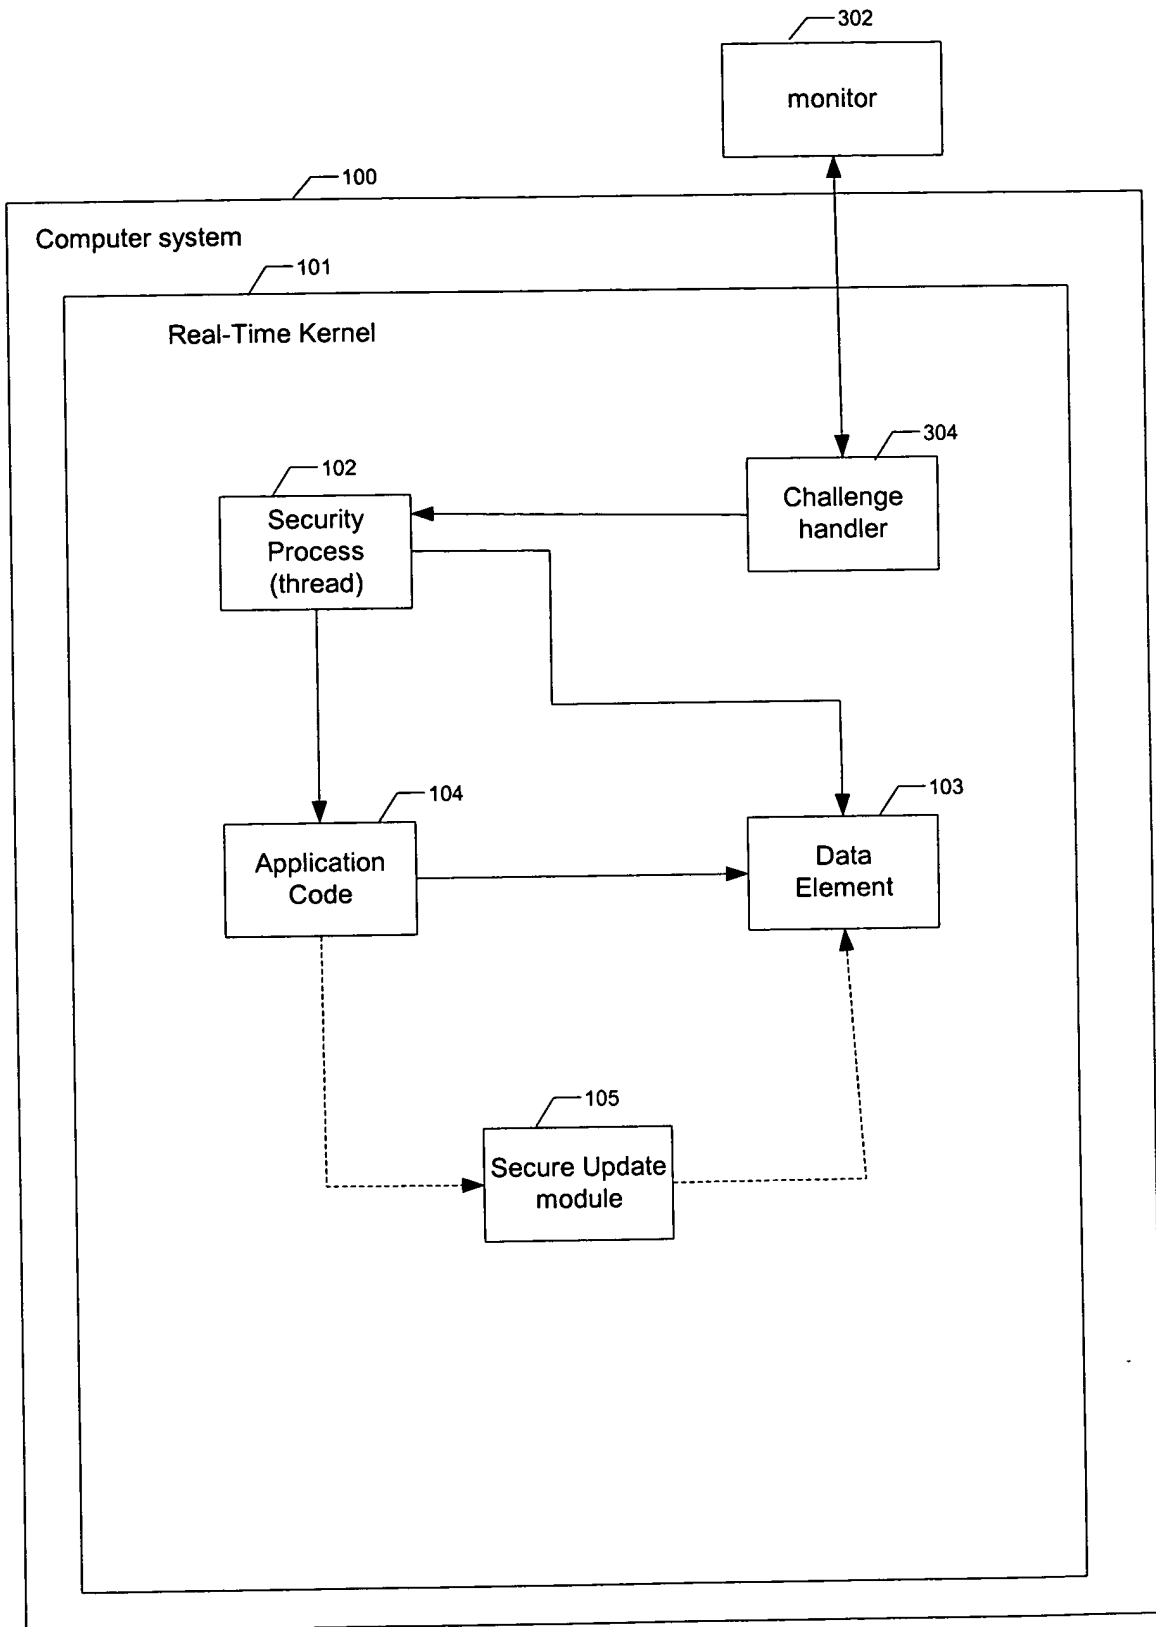 302
monitor
100
Computer system
101
Real-Time Kernel
304
Challenge
handler
102
Security
Process
(thread)
104
Application
Code
103
Data
Element
105
Secure Update
module